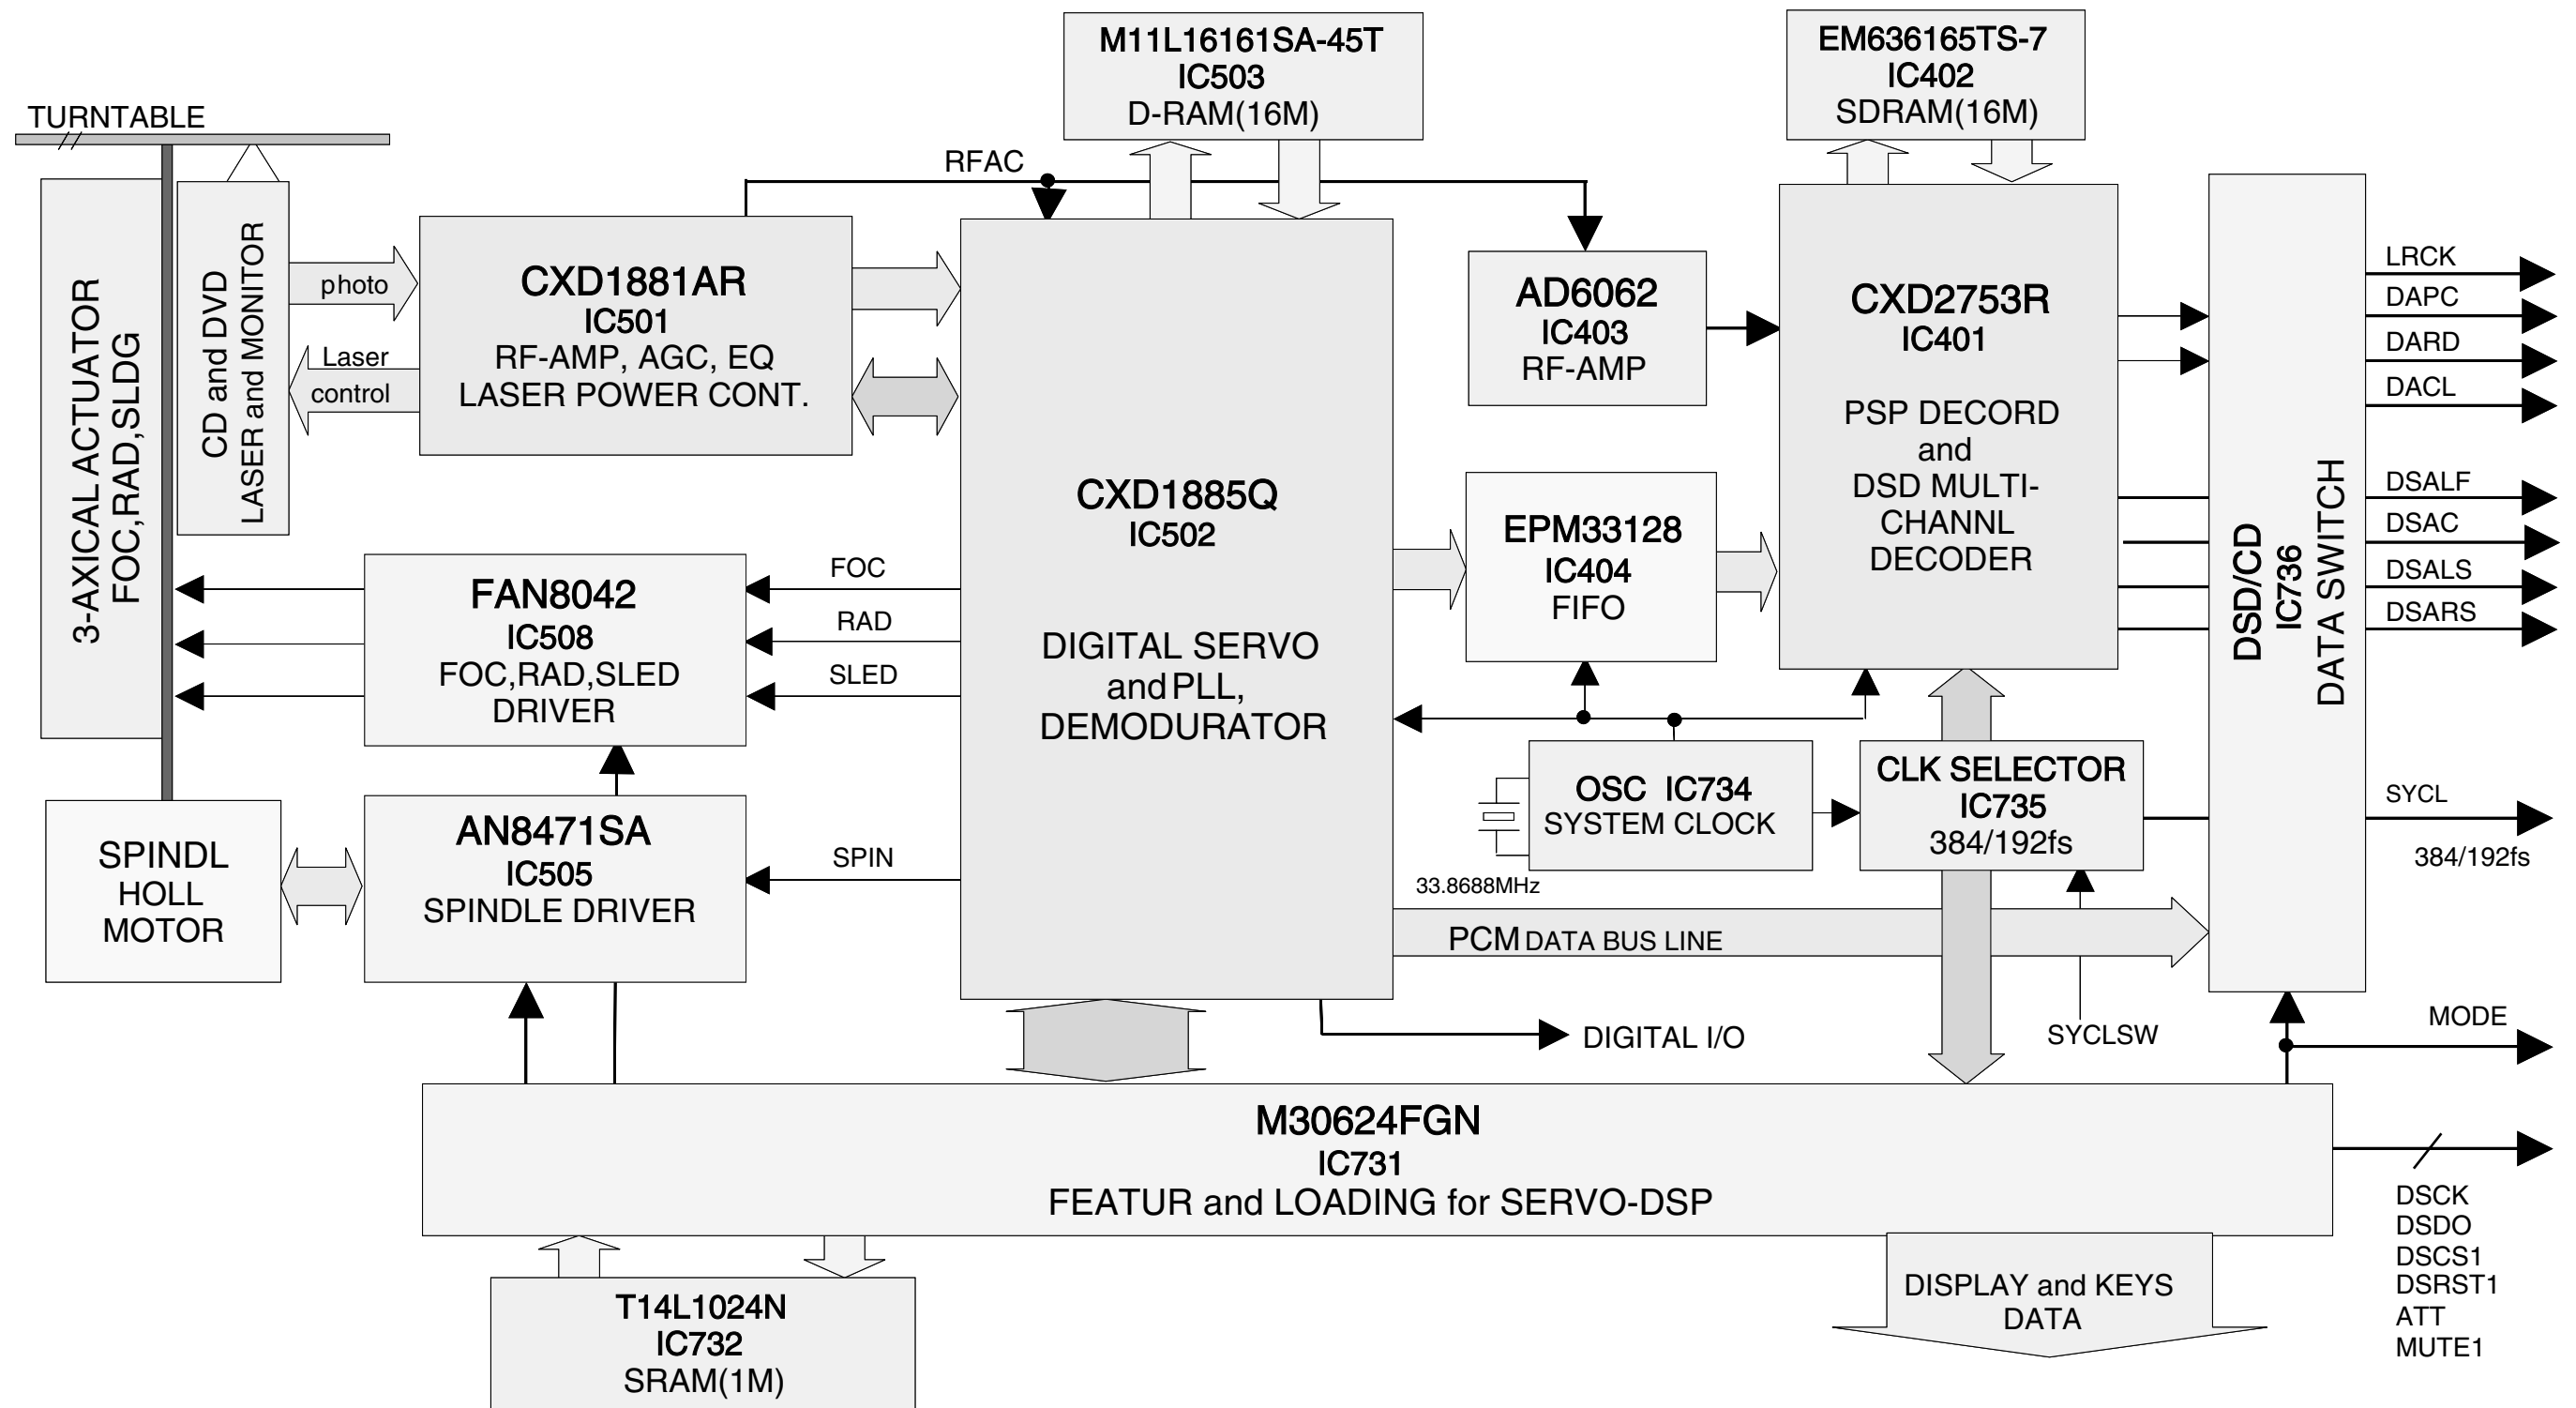 M11L16161SA-45T
IC503
D-RAM(16M)
EM636165TS-7
IC402
SDRAM(16M)
TURNTABLE
RFAC
3-AXICAL ACTUATOR
FOC,RAD,SLDG
CD and DVD
LASER and MONITOR
photo
Laser
control
CXD1881AR
IC501
RF-AMP, AGC, EQ
LASER POWER CONT.
CXD1885Q
IC502
DIGITAL SERVO
and PLL,
DEMODURATOR
AD6062
IC403
RF-AMP
CXD2753R
IC401
PSP DECORD
and
DSD MULTI-
CHANNL
DECODER
DSD/CD
IC736
DATA SWITCH
LRCK
DAPC
DARD
DACL
DSALF
DSAC
DSALS
DSARS
SYCL
384/192fs
EPM33128
IC404
FIFO
FAN8042
IC508
FOC,RAD,SLED
DRIVER
FOC
RAD
SLED
SPIN
SPINDL
HOLL
MOTOR
AN8471SA
IC505
SPINDLE DRIVER
OSC IC734
SYSTEM CLOCK
33.8688MHz
CLK SELECTOR
IC735
384/192fs
PCM DATA BUS LINE
DIGITAL I/O
SYCLSW
MODE
M30624FGN
IC731
FEATUR and LOADING for SERVO-DSP
DSCK
DSDO
DSCS1
DSRST1
ATT
MUTE1
DISPLAY and KEYS
DATA
T14L1024N
IC732
SRAM(1M)